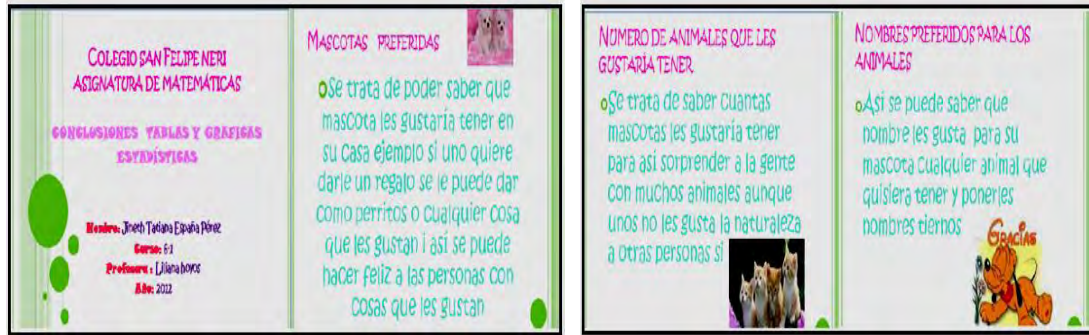 COLEGIO SAN FELIPE NERI
ASIGNATURA DE MATEMÁTICAS
CONCLUSIONES TABLAS Y GRAFICAS
ESTADÍSTICAS
Nombre: Jineth Tatiana España Pérez
Curso: 6-2
Profesora : Liliana hoyos
Año: 2012
MASCOTAS PREFERIDAS
Se trata de poder saber que
mascota les gustaría tener en
su casa ejemplo si uno quiere
darle un regalo se le puede dar
como perritos o cualquier cosa
que les gustan i asi se puede
hacer feliz a las personas con
cosas que les gustan
NUMERO DE ANIMALES QUE LES
GUSTARÍA TENER
Se trata de saber cuantas
mascotas les gustaría tener
para asi sorprender a la gente
con muchos animales aunque
unos no les gusta la naturaleza
a otras personas si
NOMBRES PREFERIDOS PARA LOS
ANIMALES
Asi se puede saber que
nombre les gusta para su
mascota cualquier animal que
quisiera tener y ponerles
nombres tiernos
GRACIAS